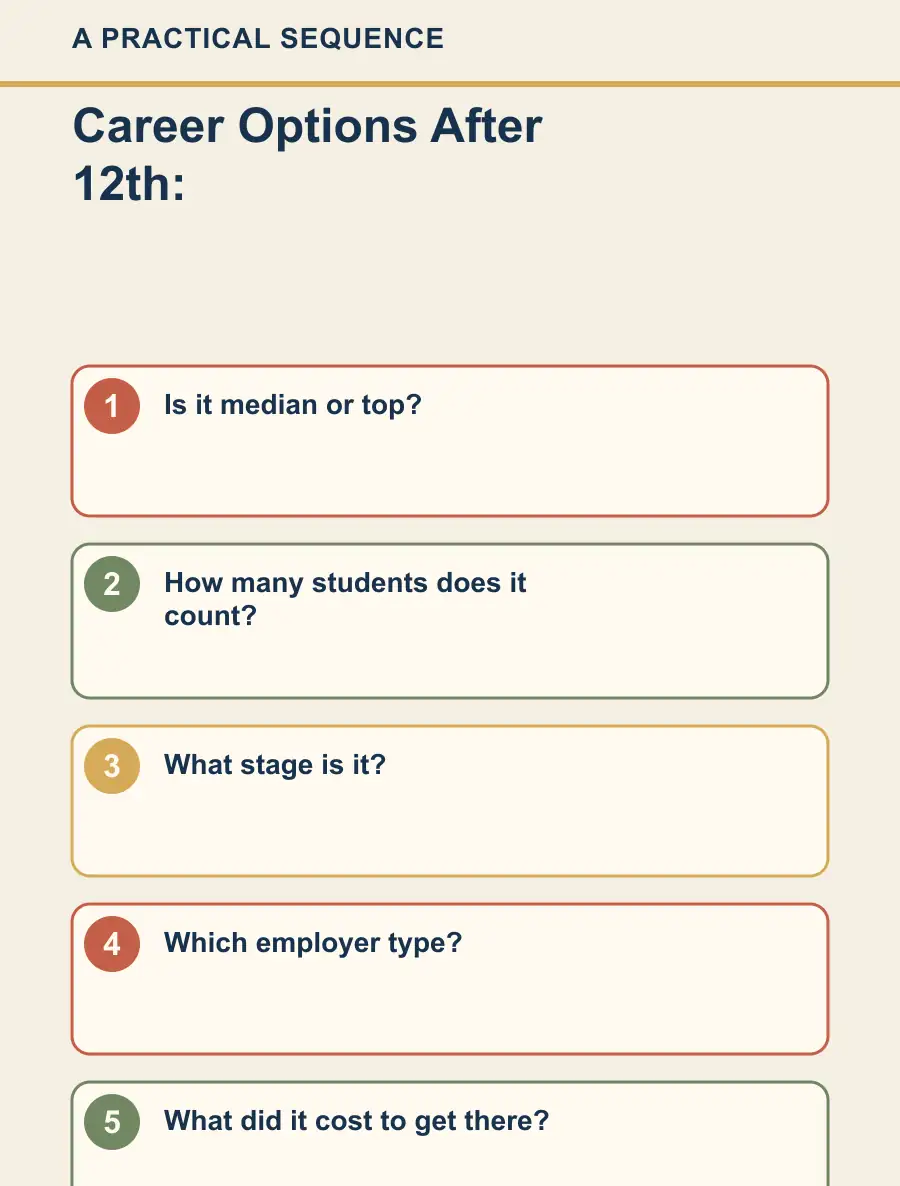 A PRACTICAL SEQUENCE
Career Options After
12th:
1
Is it median or top?
2
How many students does it
count?
3
What stage is it?
4
Which employer type?
5
What did it cost to get there?